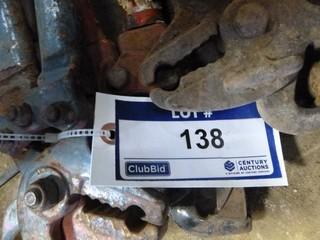 LOT #
138
ClubBid
CENTURY
AUCTIONS